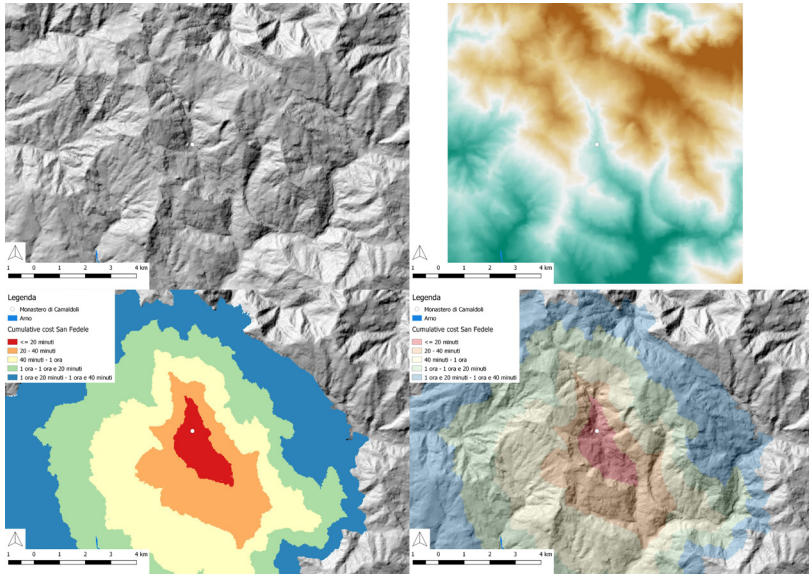 1 0 1 2 3 4 km
1 0 1 2 3 4 km
Legenda
Monastero di Camaldoli
Arno
Cumulative cost San Fedele
<= 20 minuti
20 - 40 minuti
40 minuti - 1 ora
1 ora - 1 ora e 20 minuti
1 ora e 20 minuti - 1 ora e 40 minuti
1 0 1 2 3 4 km
Legenda
Monastero di Camaldoli
Arno
Cumulative cost San Fedele
<= 20 minuti
20 - 40 minuti
40 minuti - 1 ora
1 ora - 1 ora e 20 minuti
1 ora e 20 minuti - 1 ora e 40 minuti
1 0 1 2 3 4 km